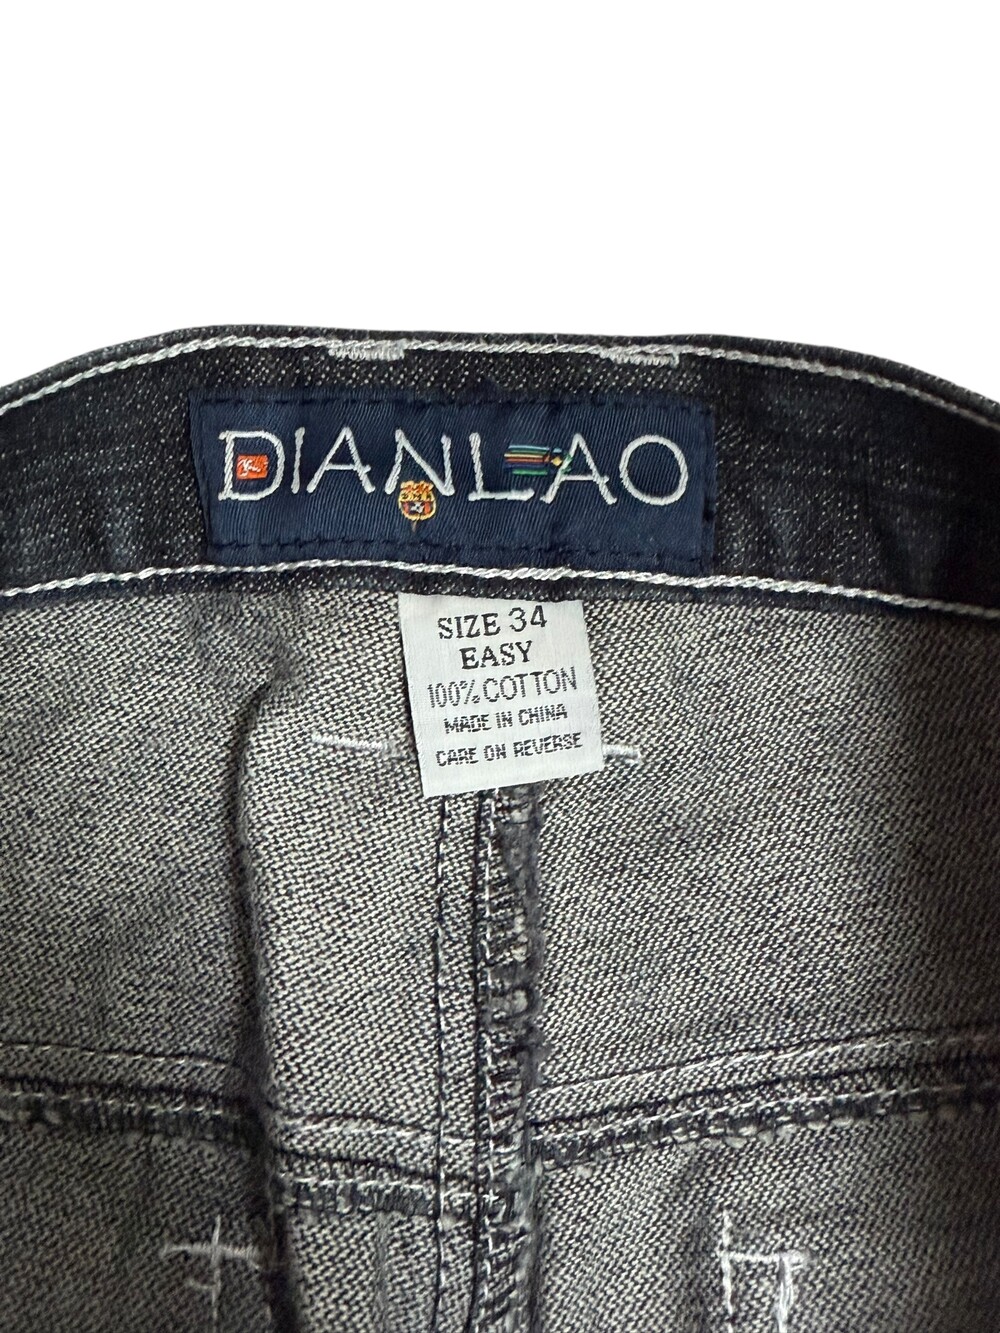 DIANLAO
SIZE 34
EASY
100% COTTON
MADE IN CHINA
CARE ON REVERSE